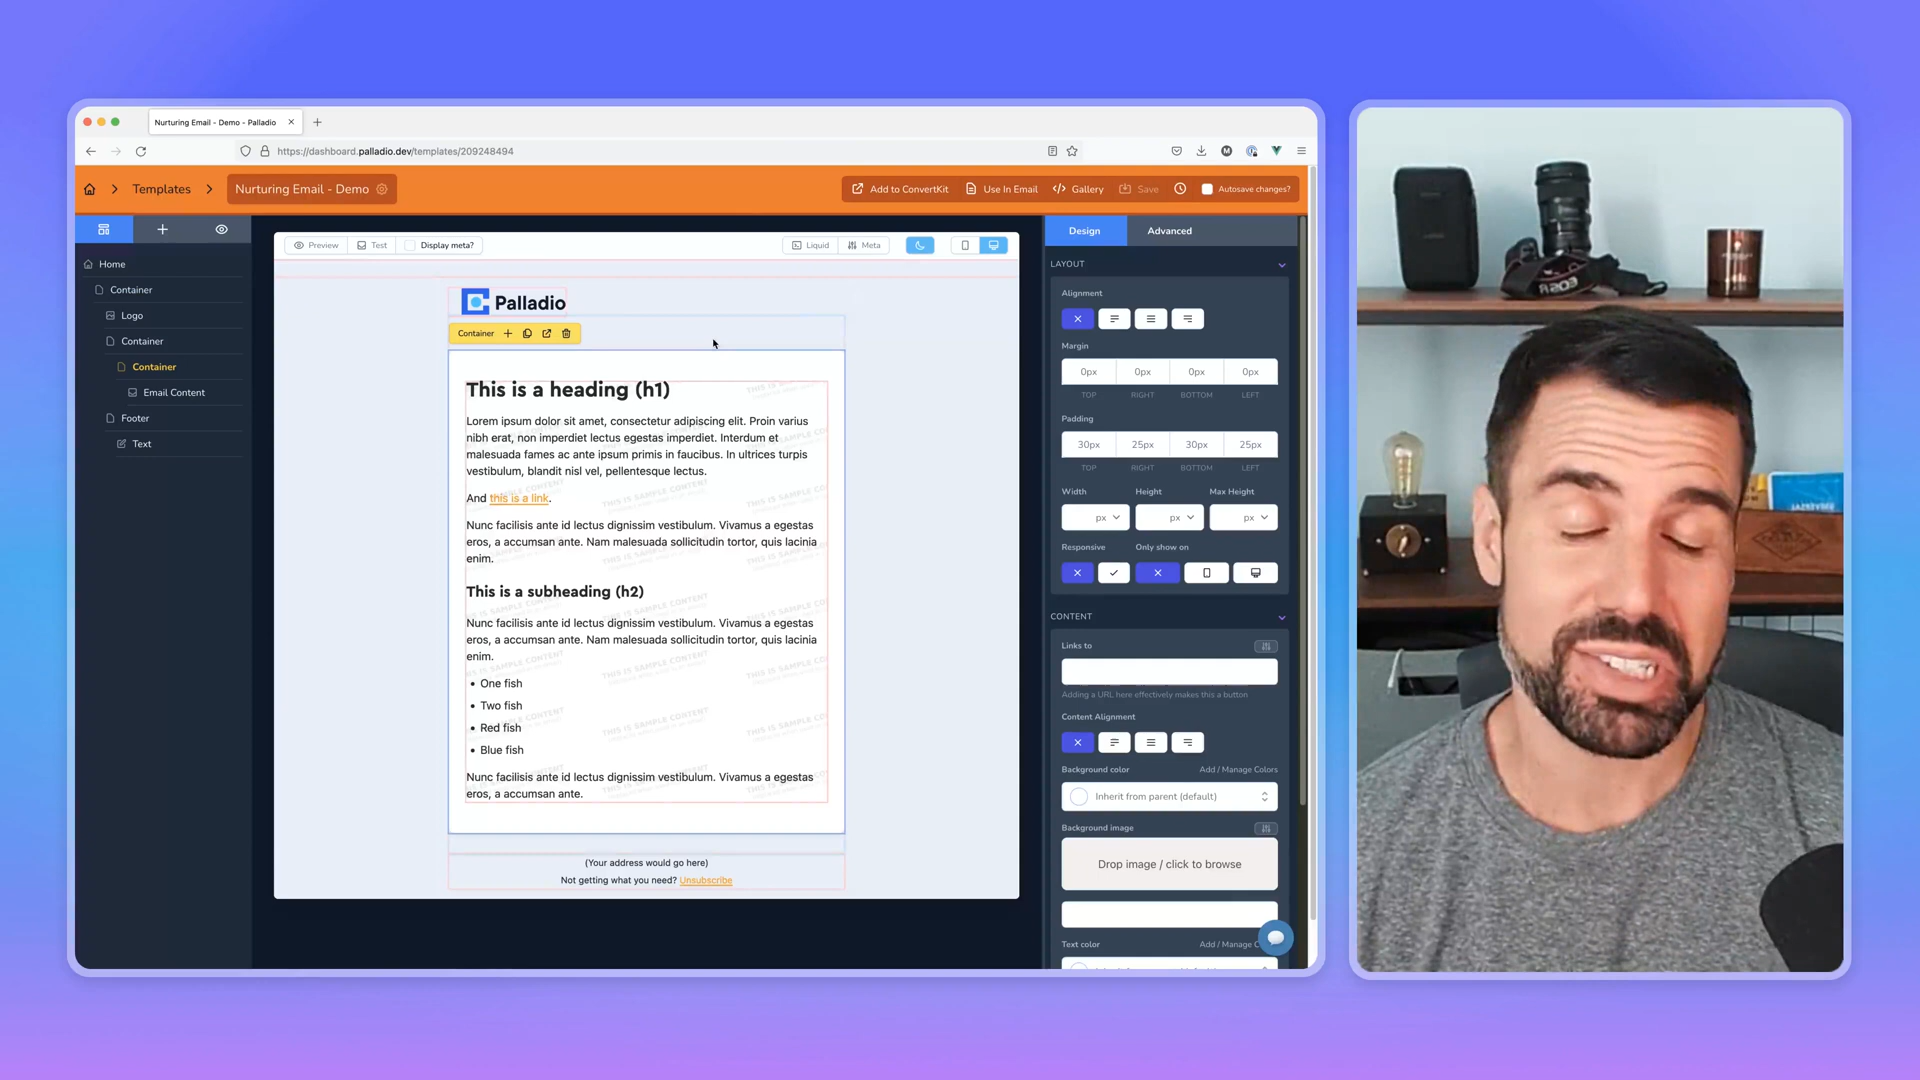 Nurturing Email - Demo - Palladio
https://dashboard.palladio.dev/templates/209248494
Templates
Nurturing Email - Demo
Add to ConvertKit
Use In Email
Gallery
Save
Autosave changes?
Preview
Test
Display meta?
Liquid
Meta
Design
Advanced
Home
Container
Logo
Container
Container
Email Content
Footer
Text
Palladio
Container
This is a heading (h1)
Lorem ipsum dolor sit amet, consectetur adipiscing elit. Proin varius
nibh erat, non imperdiet lectus egestas imperdiet. Interdum et
malesuada fames ac ante ipsum primis in faucibus. In ultrices turpis
vestibulum, blandit nisl vel, pellentesque lectus.
And this is a link.
Nunc facilisis ante id lectus dignissim vestibulum. Vivamus a egestas
eros, a accumsan ante. Nam malesuada sollicitudin tortor, quis lacinia
enim.
This is a subheading (h2)
Nunc facilisis ante id lectus dignissim vestibulum. Vivamus a egestas
eros, a accumsan ante. Nam malesuada sollicitudin tortor, quis lacinia
enim.
• One fish
• Two fish
• Red fish
• Blue fish
Nunc facilisis ante id lectus dignissim vestibulum. Vivamus a egestas
eros, a accumsan ante.
THIS IS SAMPLE CONTENT
(Your address would go here)
Not getting what you need? Unsubscribe
LAYOUT
Alignment
Margin
0px 0px 0px 0px
TOP RIGHT BOTTOM LEFT
Padding
30px 25px 30px 25px
TOP RIGHT BOTTOM LEFT
Width Height Max Height
px px px
Responsive Only show on
CONTENT
Links to
Adding a URL here effectively makes this a button
Content Alignment
Background color Add / Manage Colors
Inherit from parent (default)
Background image
Drop image / click to browse
Text color Add / Manage C
EOS R